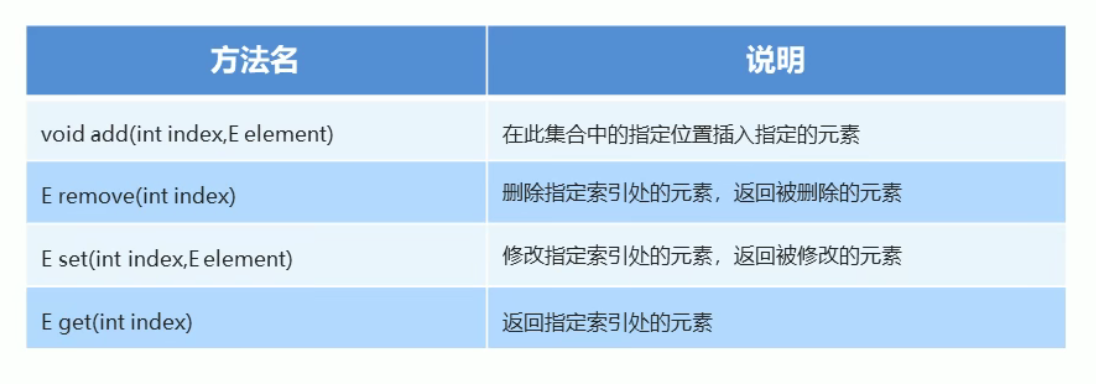 方法名 说明
void add(int index,E element) 在此集合中的指定位置插入指定的元素
E remove(int index) 删除指定索引处的元素，返回被删除的元素
E set(int index,E element) 修改指定索引处的元素，返回被修改的元素
E get(int index) 返回指定索引处的元素